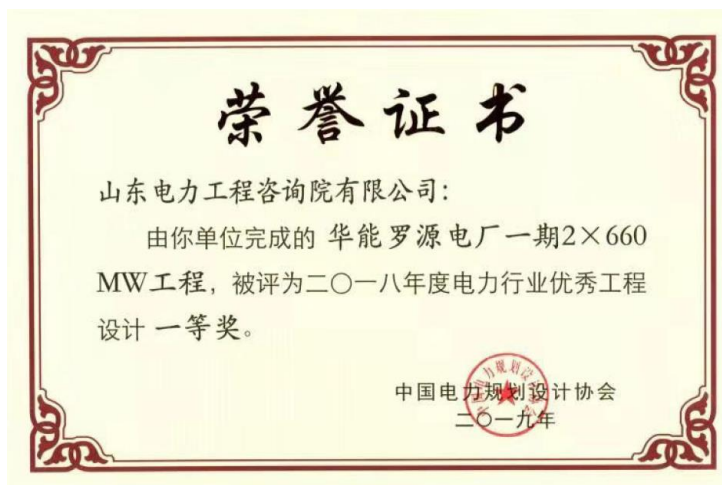 荣誉证书
山东电力工程咨询院有限公司：
由你单位完成的 华能罗源电厂一期2×660
MW工程，被评为二〇一八年度电力行业优秀工程
设计 一等奖。
中国电力规划设计协会
二〇一九年